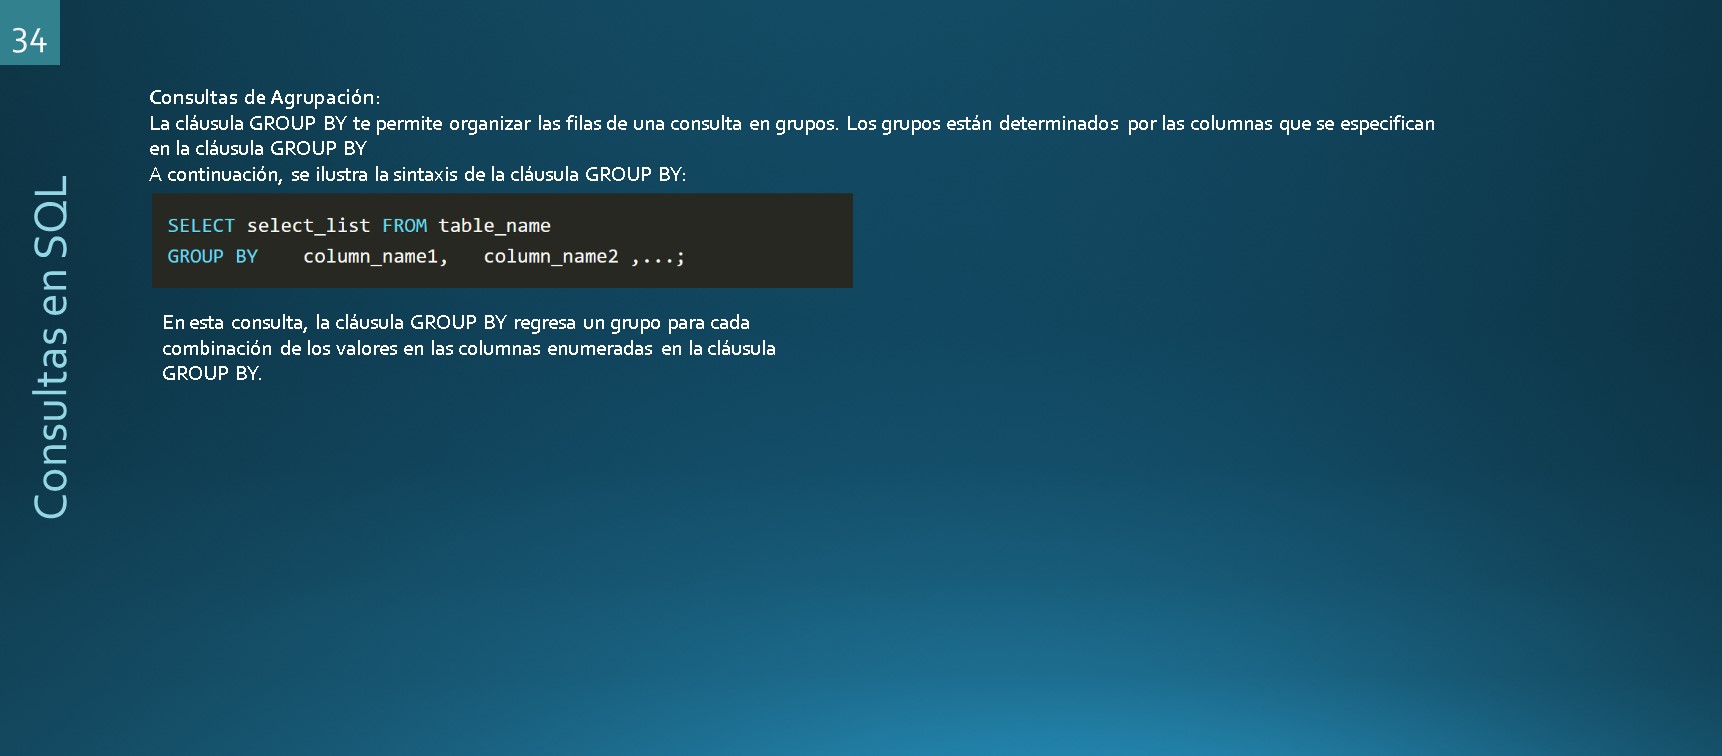 34
Consultas en SQL
Consultas de Agrupación:
La cláusula GROUP BY te permite organizar las filas de una consulta en grupos. Los grupos están determinados por las columnas que se especifican
en la cláusula GROUP BY
A continuación, se ilustra la sintaxis de la cláusula GROUP BY:
SELECT select_list FROM table_name
GROUP BY    column_name1,   column_name2 ,...;
En esta consulta, la cláusula GROUP BY regresa un grupo para cada
combinación de los valores en las columnas enumeradas en la cláusula
GROUP BY.